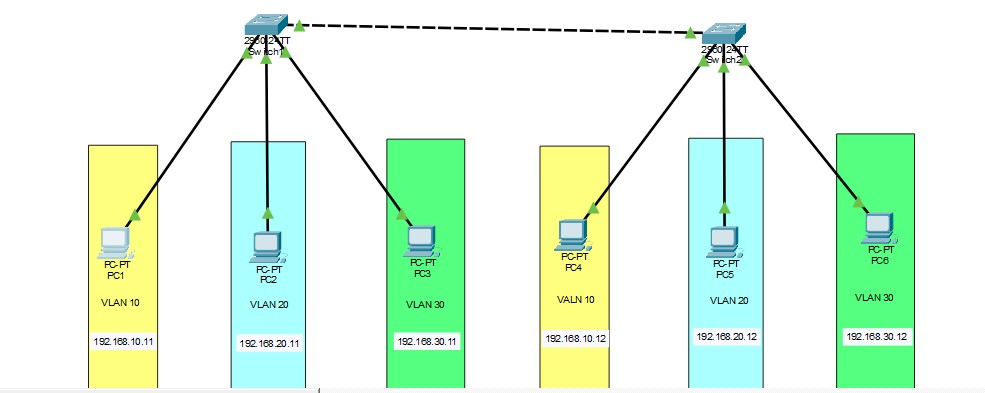 2960-24TT
Switch1
2960-24TT
Switch2
PC-PT
PC1
VLAN 10
192.168.10.11
PC-PT
PC2
VLAN 20
192.168.20.11
PC-PT
PC3
VLAN 30
192.168.30.11
PC-PT
PC4
VALN 10
192.168.10.12
PC-PT
PC5
VLAN 20
192.168.20.12
PC-PT
PC6
VLAN 30
192.168.30.12